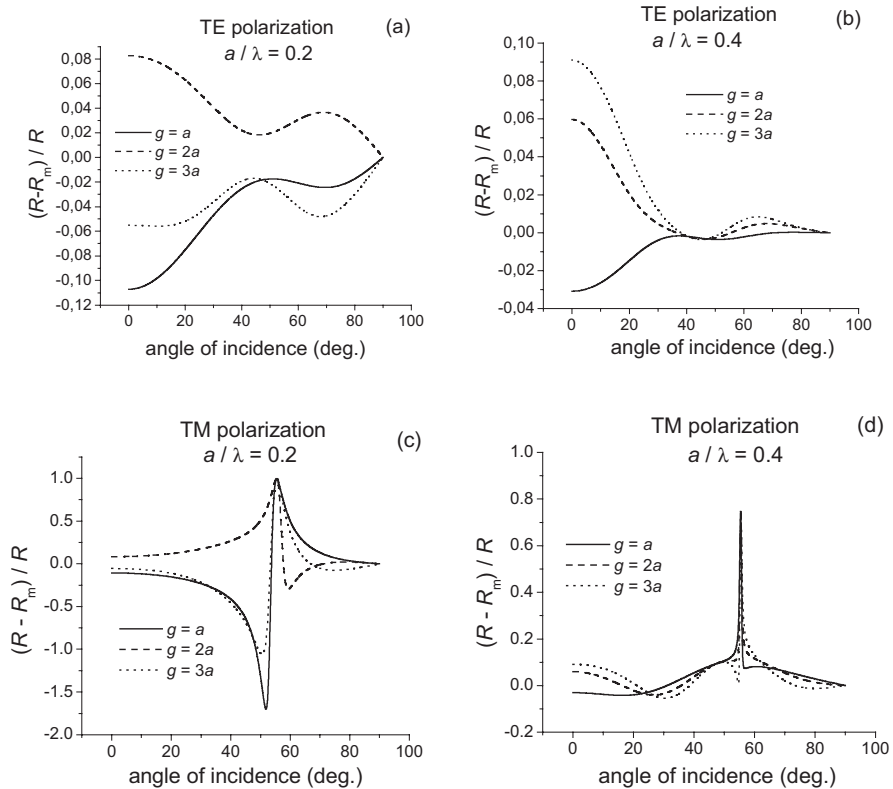 TE polarization
a / λ = 0.2
(a)
0,10
0,08
0,06
0,04
0,02
0,00
-0,02
-0,04
-0,06
-0,08
-0,10
-0,12
(R-Rm) / R
g = a
g = 2a
g = 3a
0 20 40 60 80 100
angle of incidence (deg.)
TE polarization
a / λ = 0.4
(b)
0,10
0,08
0,06
0,04
0,02
0,00
-0,02
-0,04
(R-Rm) / R
g = a
g = 2a
g = 3a
0 20 40 60 80 100
angle of incidence (deg.)
TM polarization
a / λ = 0.2
(c)
1.0
0.5
0.0
-0.5
-1.0
-1.5
-2.0
(R - Rm) / R
g = a
g = 2a
g = 3a
0 20 40 60 80 100
angle of incidence (deg.)
TM polarization
a / λ = 0.4
(d)
1.0
0.8
0.6
0.4
0.2
0.0
-0.2
(R - Rm) / R
g = a
g = 2a
g = 3a
0 20 40 60 80 100
angle of incidence (deg.)